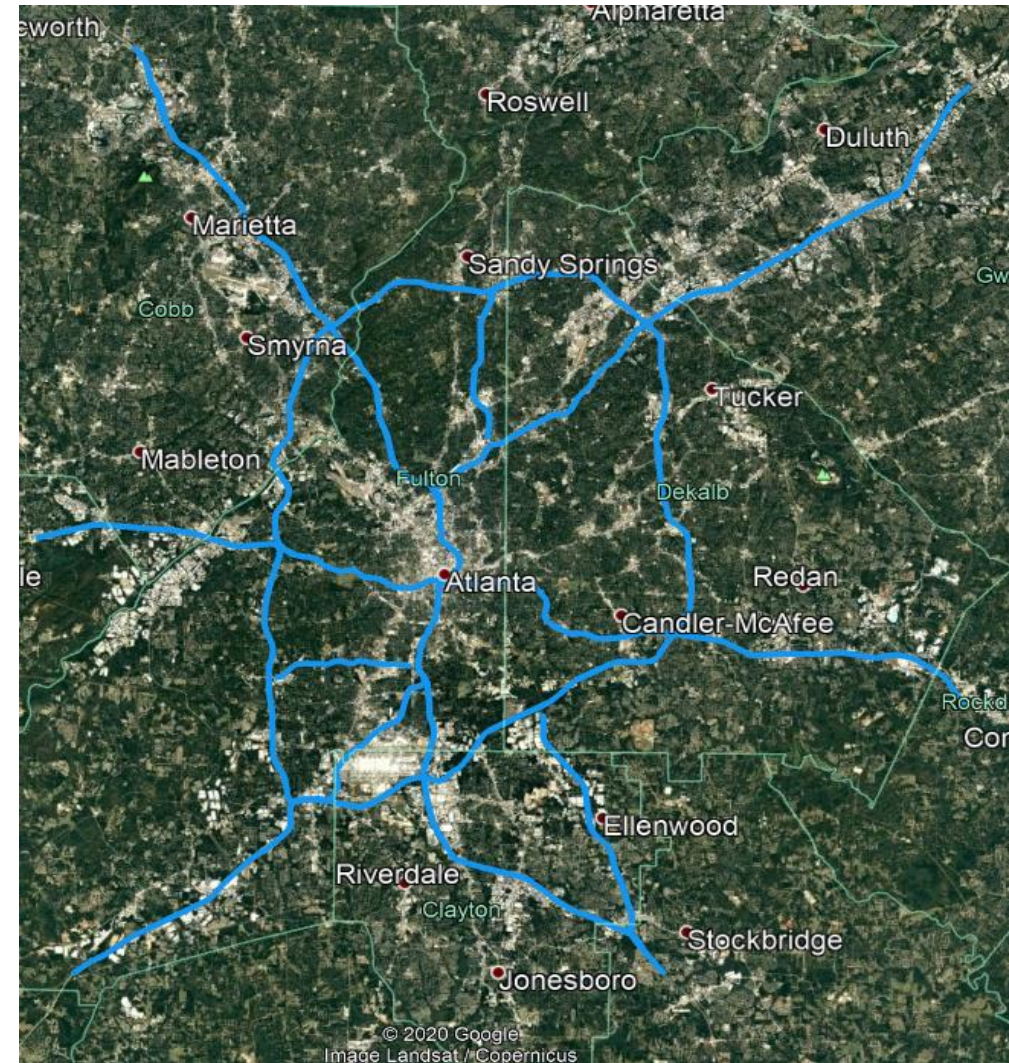 Alpharetta
cworth
Roswell
Duluth
Marietta
Sandy Springs
Gw
Cobb
Smyrna
Tucker
Mableton
Fulton
Dekalb
le
Atlanta
Redan
Candler-McAfee
Rockd
Cor
Ellenwood
Riverdale
Clayton
Stockbridge
Jonesboro
© 2020 Google
Image Landsat / Copernicus